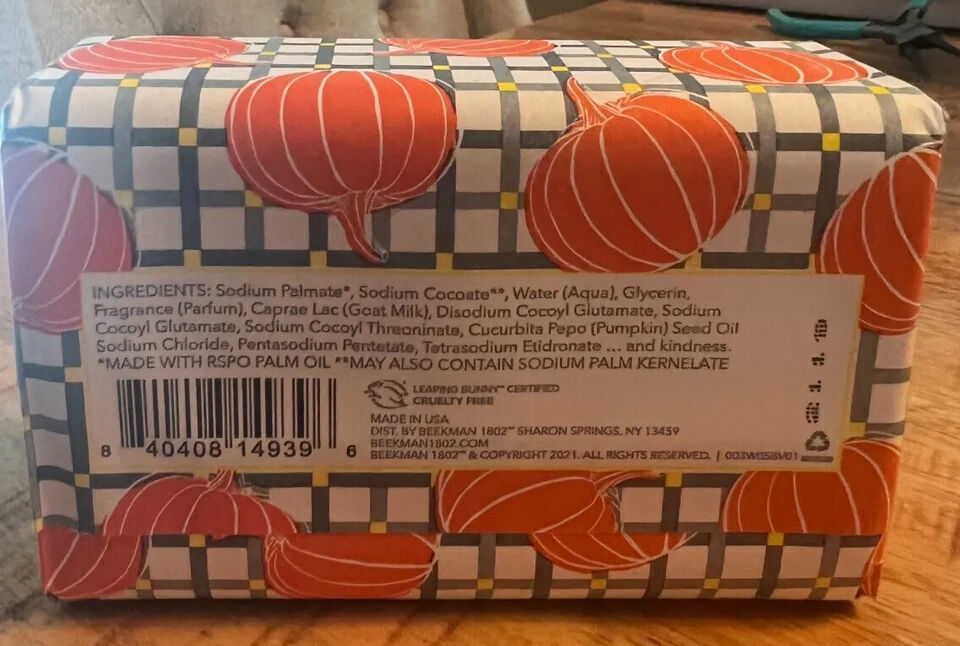 INGREDIENTS: Sodium Palmate*, Sodium Cocoate**, Water (Aqua), Glycerin,
Fragrance (Parfum), Caprae Lac (Goat Milk), Disodium Cocoyl Glutamate, Sodium
Cocoyl Glutamate, Sodium Cocoyl Threoninate, Cucurbita Pepo (Pumpkin) Seed Oil
Sodium Chloride, Pentasodium Pentetate, Tetrasodium Etidronate ... and kindness.
*MADE WITH RSPO PALM OIL **MAY ALSO CONTAIN SODIUM PALM KERNELATE
LEAPING BUNNY™ CERTIFIED
CRUELTY FREE
MADE IN USA
DIST. BY BEEKMAN 1802™ SHARON SPRINGS, NY 13459
BEEKMAN1802.COM
BEEKMAN 1802™ & COPYRIGHT 2021. ALL RIGHTS RESERVED. |
8 40408 14939 6